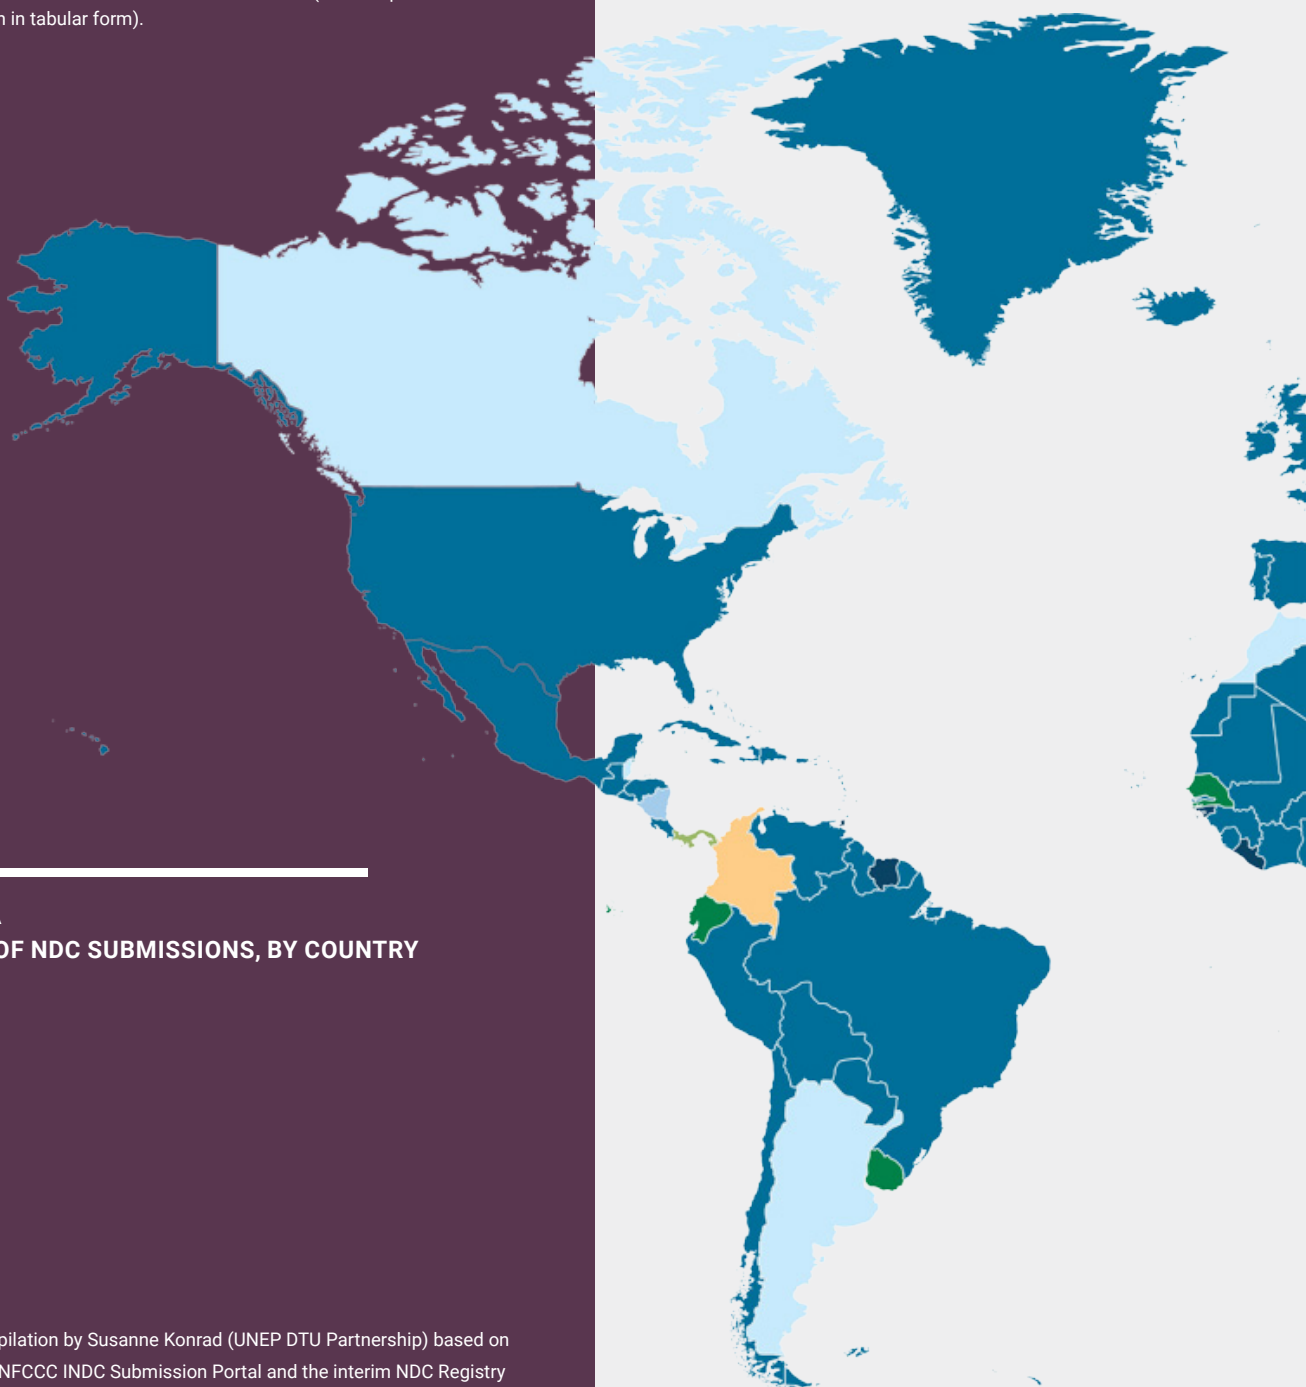 n in tabular form).
OF NDC SUBMISSIONS, BY COUNTRY
pilation by Susanne Konrad (UNEP DTU Partnership) based on
NFCCC INDC Submission Portal and the interim NDC Registry